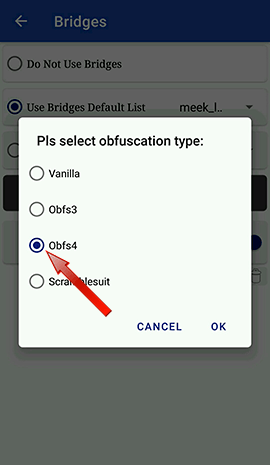 Bridges
Do Not Use Bridges
Use Bridges Default List meek_l..
Pls select obfuscation type:
Vanilla
Obfs3
Obfs4
Scramblesuit
CANCEL OK